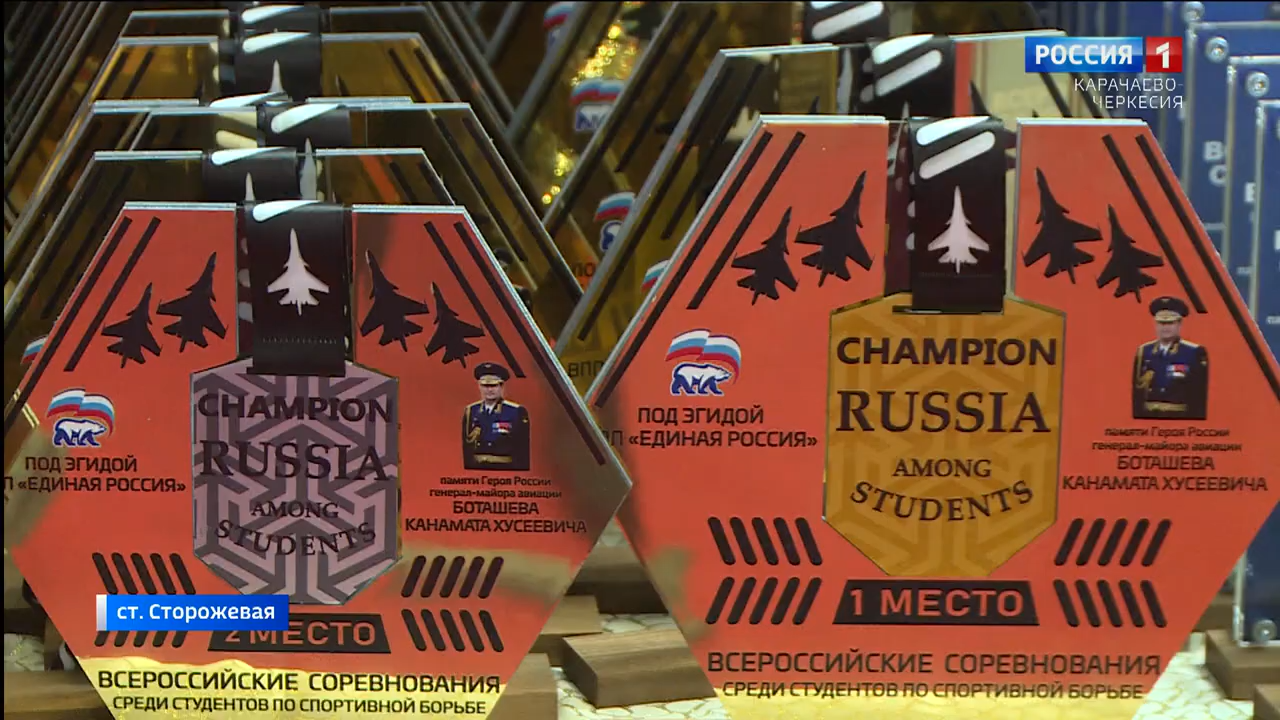 РОССИЯ 1
КАРАЧАЕВО-
ЧЕРКЕСИЯ
CHAMPION
RUSSIA
AMONG
STUDENTS
ПОД ЭГИДОЙ
«ЕДИНАЯ РОССИЯ»
памяти Героя России
генерал-майора авиации
БОТАШЕВА
КАНАМАТА ХУСЕЕВИЧА
2 МЕСТО
ВСЕРОССИЙСКИЕ СОРЕВНОВАНИЯ
СРЕДИ СТУДЕНТОВ ПО СПОРТИВНОЙ БОРЬБЕ
CHAMPION
RUSSIA
AMONG
STUDENTS
ПОД ЭГИДОЙ
«ЕДИНАЯ РОССИЯ»
памяти Героя России
генерал-майора авиации
БОТАШЕВА
КАНАМАТА ХУСЕЕВИЧА
1 МЕСТО
ВСЕРОССИЙСКИЕ СОРЕВНОВАНИЯ
СРЕДИ СТУДЕНТОВ ПО СПОРТИВНОЙ БОРЬБЕ
ст. Сторожевая